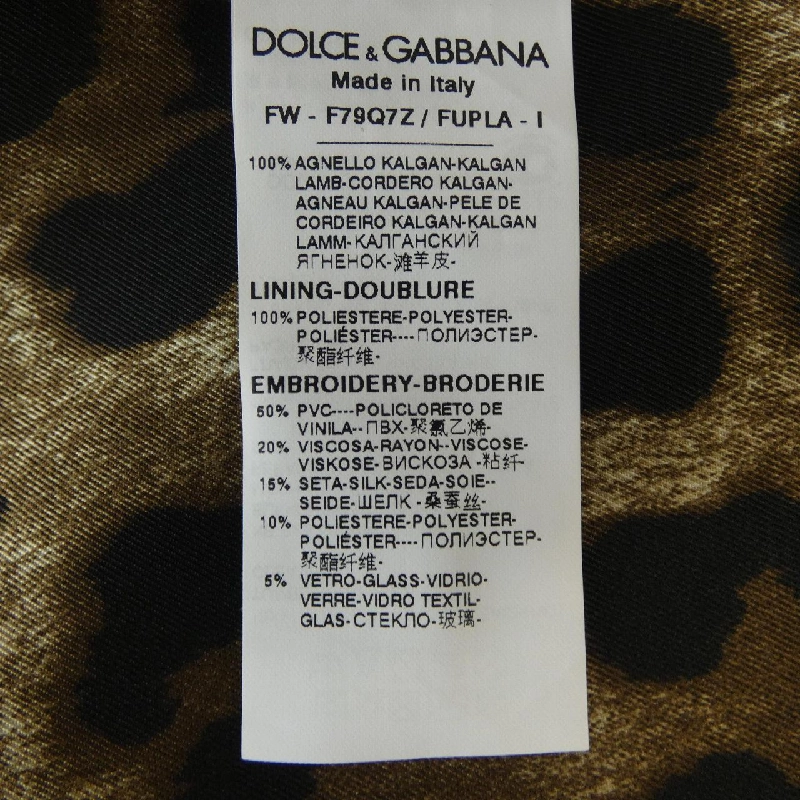 DOLCE & GABBANA
Made in Italy
FW - F79Q7Z / FUPLA - I
100% AGNELLO KALGAN-KALGAN
LAMB-CORDERO KALGAN-
AGNEAU KALGAN-PELE DE
CORDEIRO KALGAN-KALGAN
LAMM-КАЛГАНСКИЙ
ЯГНЕНОК-滩羊皮-
LINING-DOUBLURE
100% POLIESTERE-POLYESTER-
POLIÉSTER----ПОЛИЭСТЕР-
聚酯纤维-
EMBROIDERY-BRODERIE
50% PVC----POLICLORETO DE
VINILA--ПВХ-聚氯乙烯-
20% VISCOSA-RAYON--VISCOSE-
VISKOSE-ВИСКОЗА -粘纤-
15% SETA-SILK-SEDA-SOIE--
SEIDE-ШЕЛК -桑蚕丝-
10% POLIESTERE-POLYESTER-
POLIÉSTER----ПОЛИЭСТЕР-
聚酯纤维-
5% VETRO-GLASS-VIDRIO-
VERRE-VIDRO TEXTIL-
GLAS-СТЕКЛО-玻璃-